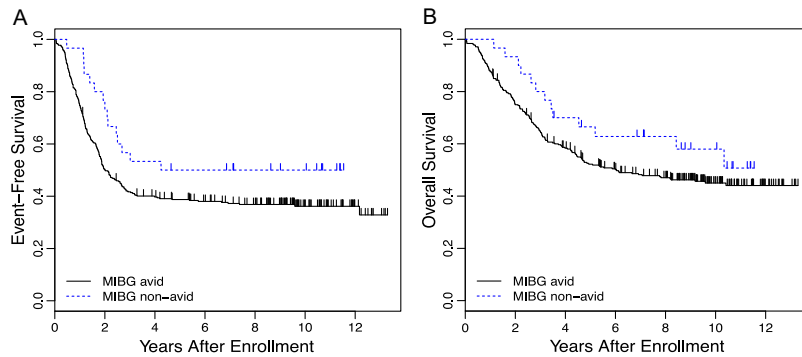 A
Event-Free Survival
1.0
0.8
0.6
0.4
0.2
0.0
MIBG avid
MIBG non-avid
0 2 4 6 8 10 12
Years After Enrollment
B
Overall Survival
1.0
0.8
0.6
0.4
0.2
0.0
MIBG avid
MIBG non-avid
0 2 4 6 8 10 12
Years After Enrollment